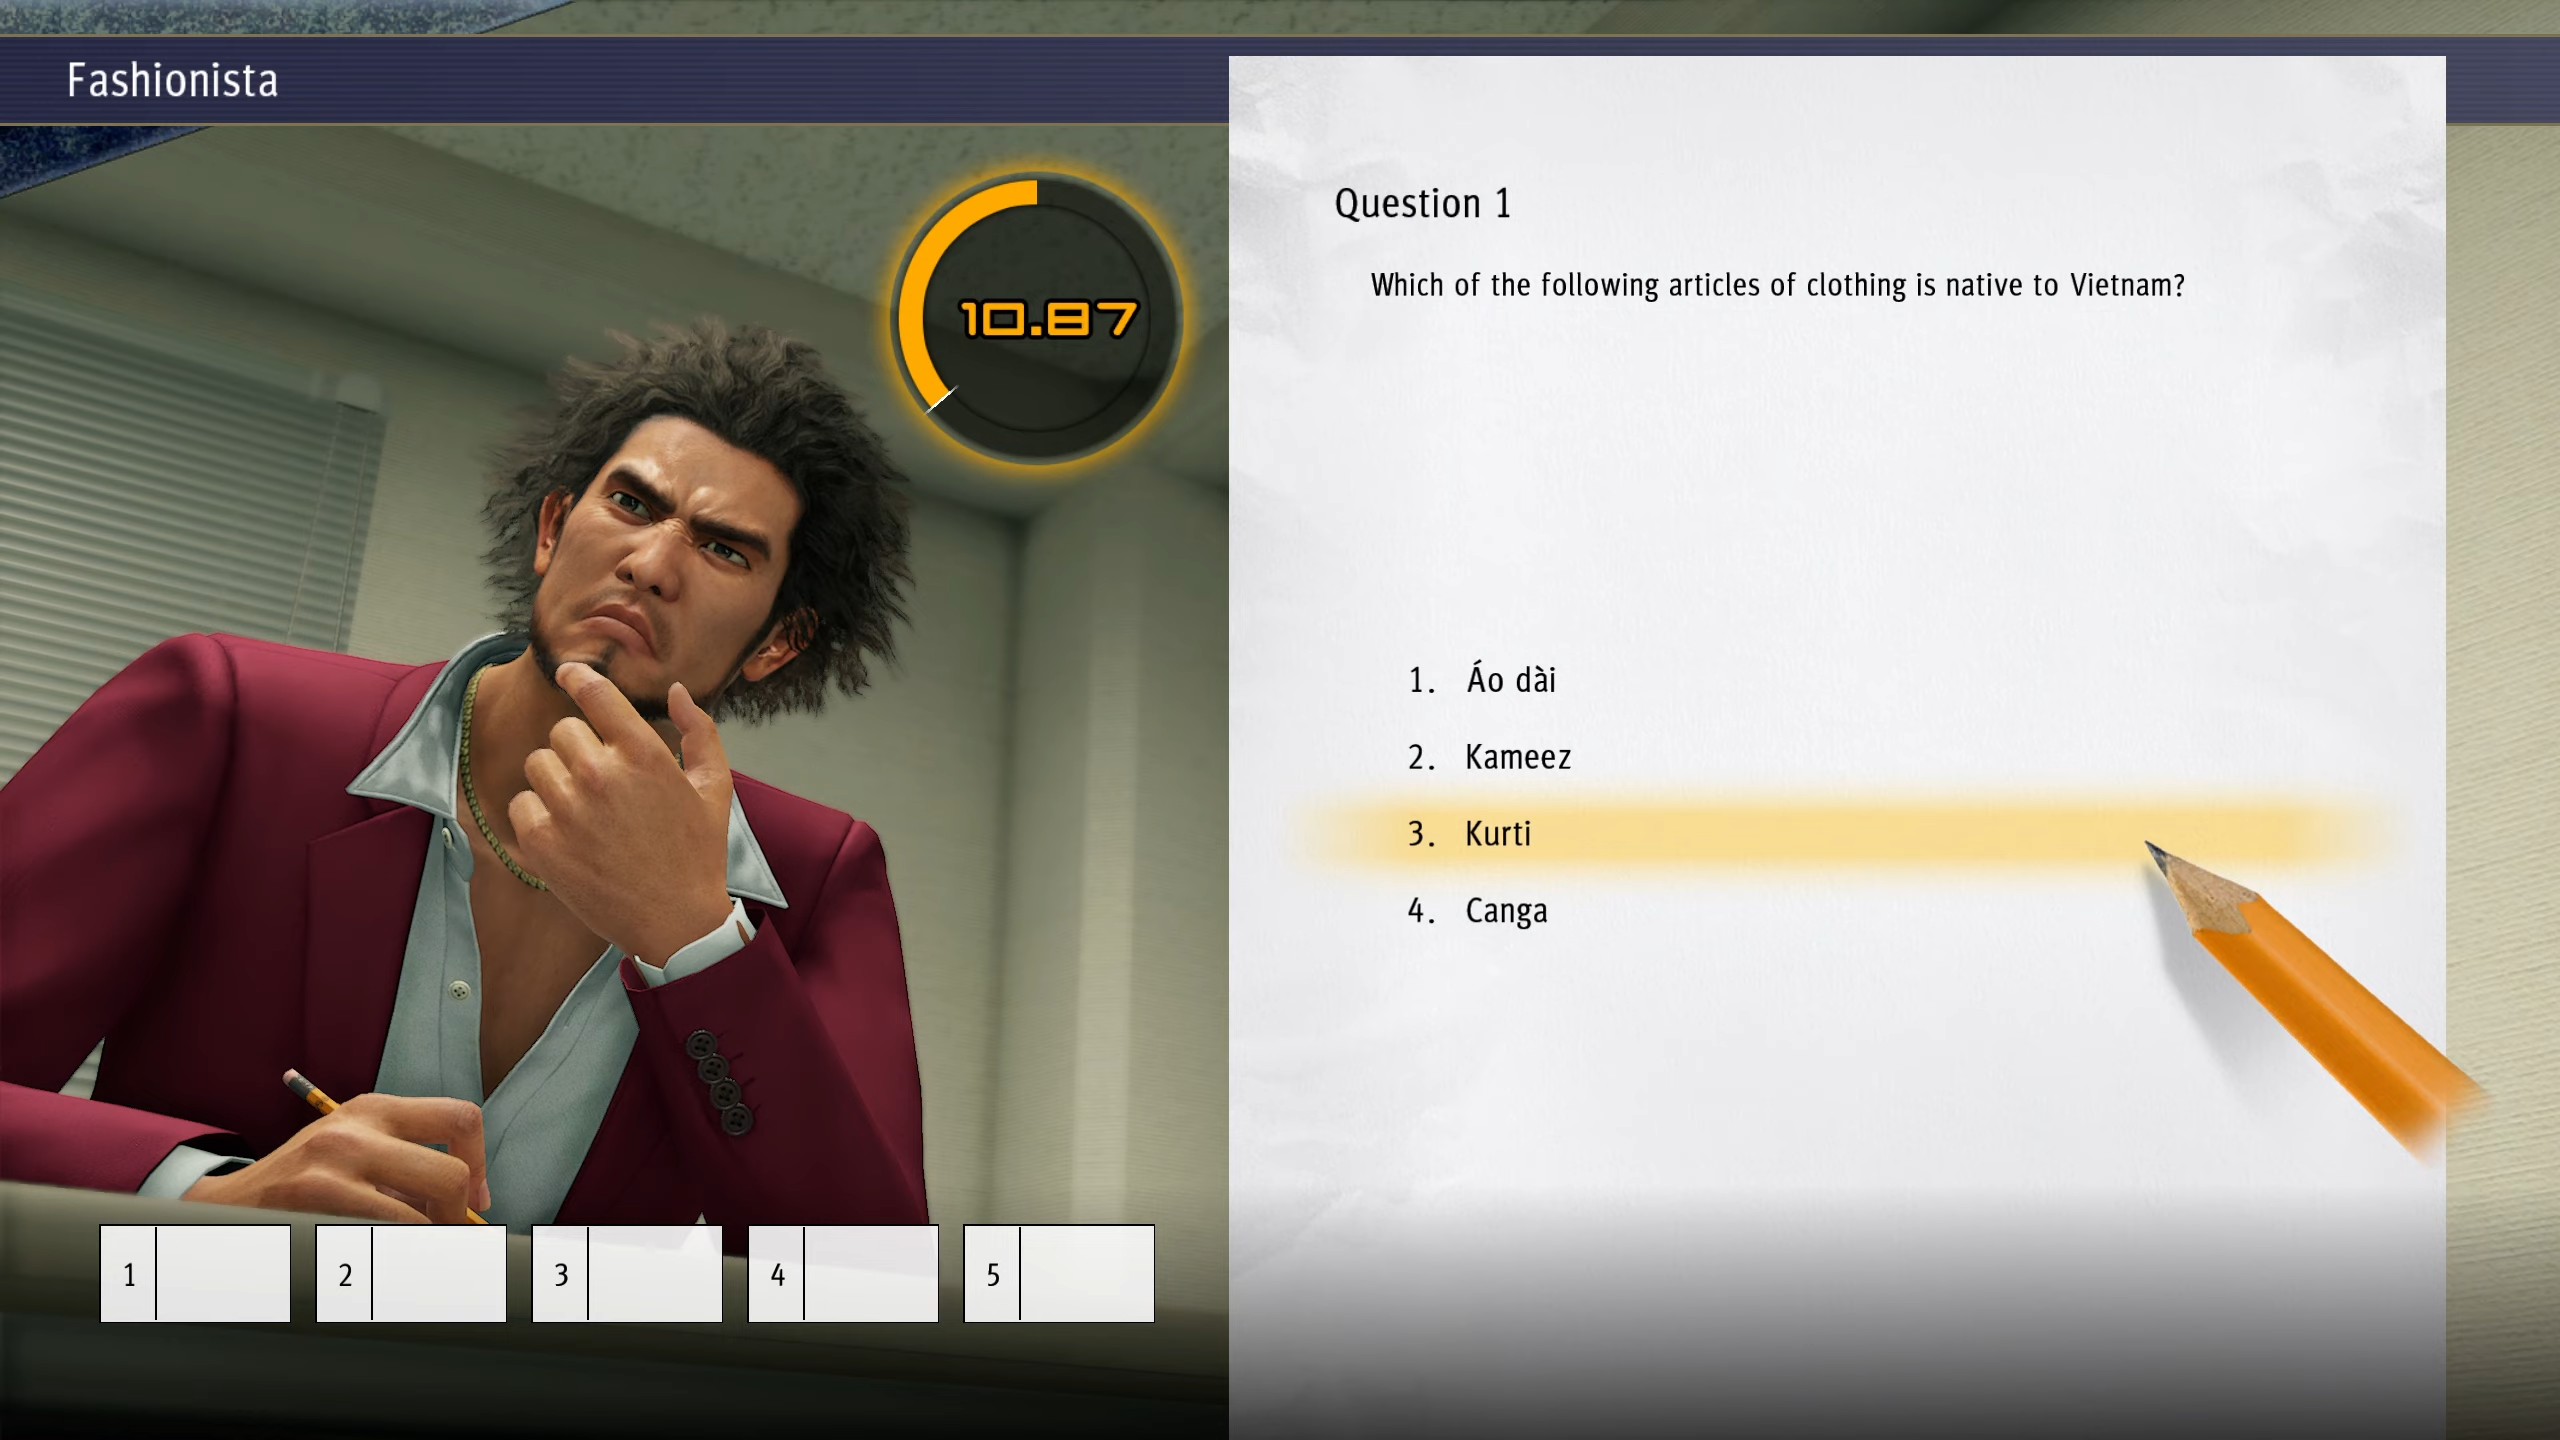 Fashionista
10.87
Question 1
Which of the following articles of clothing is native to Vietnam?
1. Áo dài
2. Kameez
3. Kurti
4. Canga
1
2
3
4
5